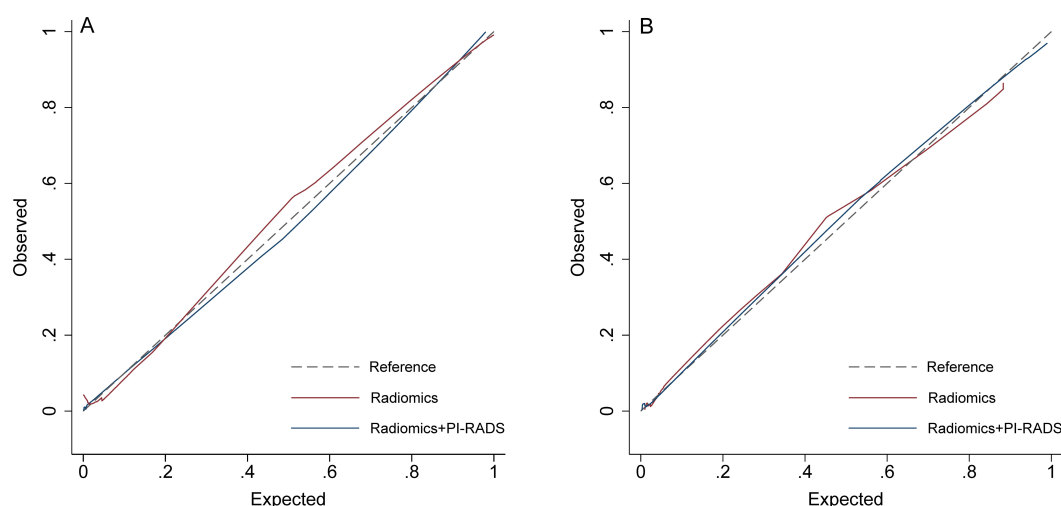 A
Observed
1
.8
.6
.4
.2
0
Reference
Radiomics
Radiomics+PI-RADS
0 .2 .4 .6 .8 1
Expected
B
Observed
1
.8
.6
.4
.2
0
Reference
Radiomics
Radiomics+PI-RADS
0 .2 .4 .6 .8 1
Expected